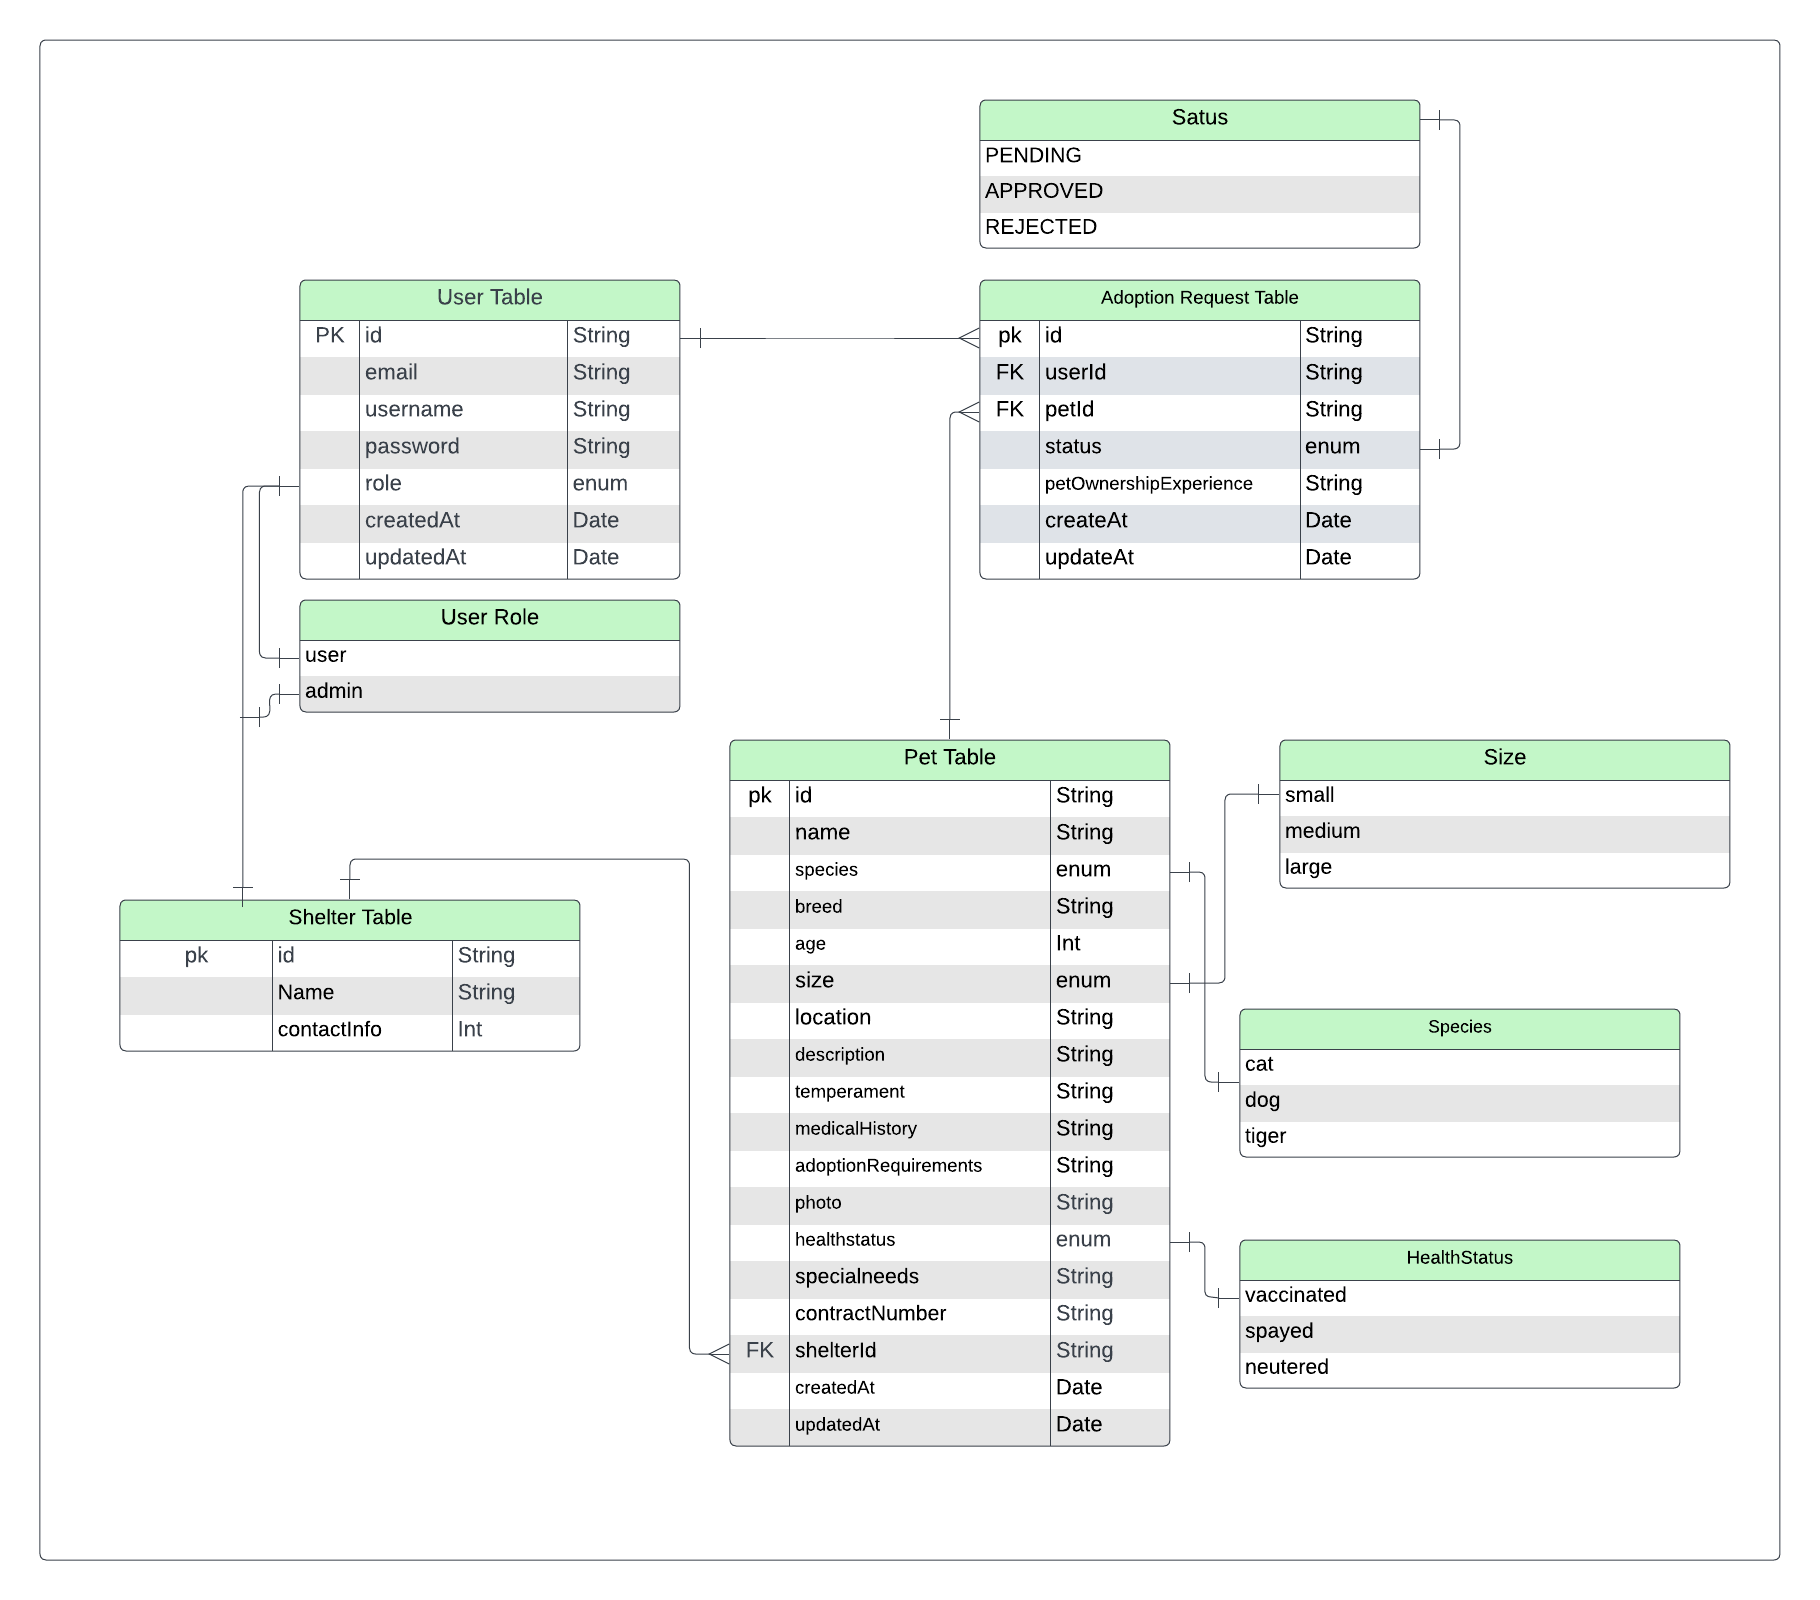 Satus
PENDING
APPROVED
REJECTED
User Table
PK id String
email String
username String
password String
role enum
createdAt Date
updatedAt Date
Adoption Request Table
pk id String
FK userId String
FK petId String
status enum
petOwnershipExperience String
createAt Date
updateAt Date
User Role
user
admin
Pet Table
pk id String
name String
species enum
breed String
age Int
size enum
location String
description String
temperament String
medicalHistory String
adoptionRequirements String
photo String
healthstatus enum
specialneeds String
contractNumber String
FK shelterId String
createdAt Date
updatedAt Date
Size
small
medium
large
Shelter Table
pk id String
Name String
contactInfo Int
Species
cat
dog
tiger
HealthStatus
vaccinated
spayed
neutered